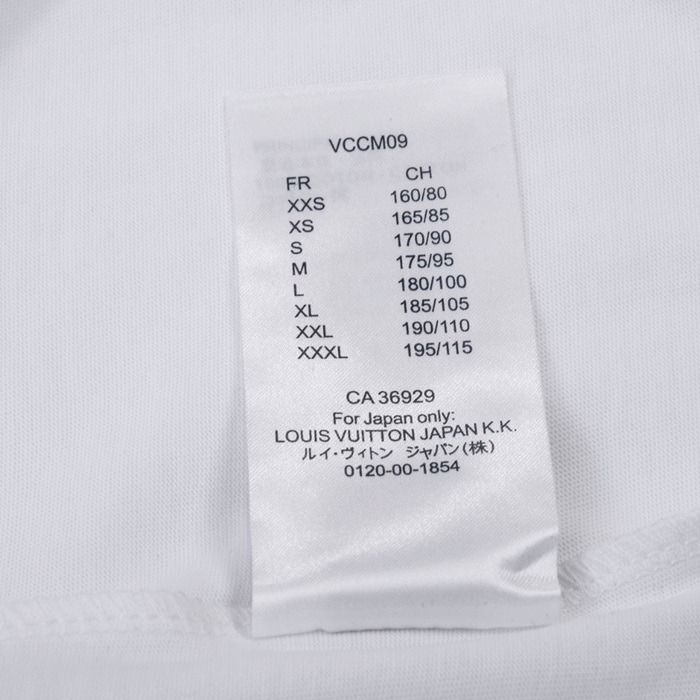 VCCM09
FR CH
XXS 160/80
XS 165/85
S 170/90
M 175/95
L 180/100
XL 185/105
XXL 190/110
XXXL 195/115
CA 36929
For Japan only:
LOUIS VUITTON JAPAN K.K.
ルイ・ヴィトン ジャパン(株)
0120-00-1854